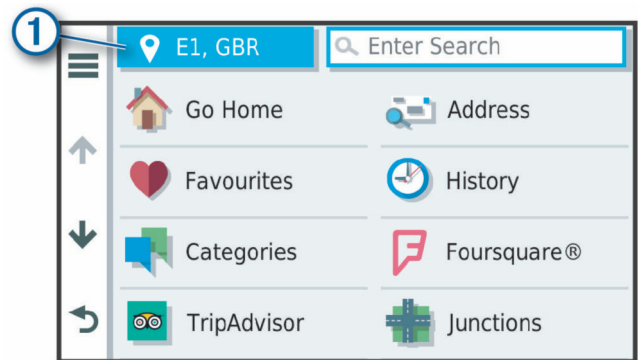 1
E1, GBR
Enter Search
Go Home
Address
Favourites
History
Categories
Foursquare®
TripAdvisor
Junctions